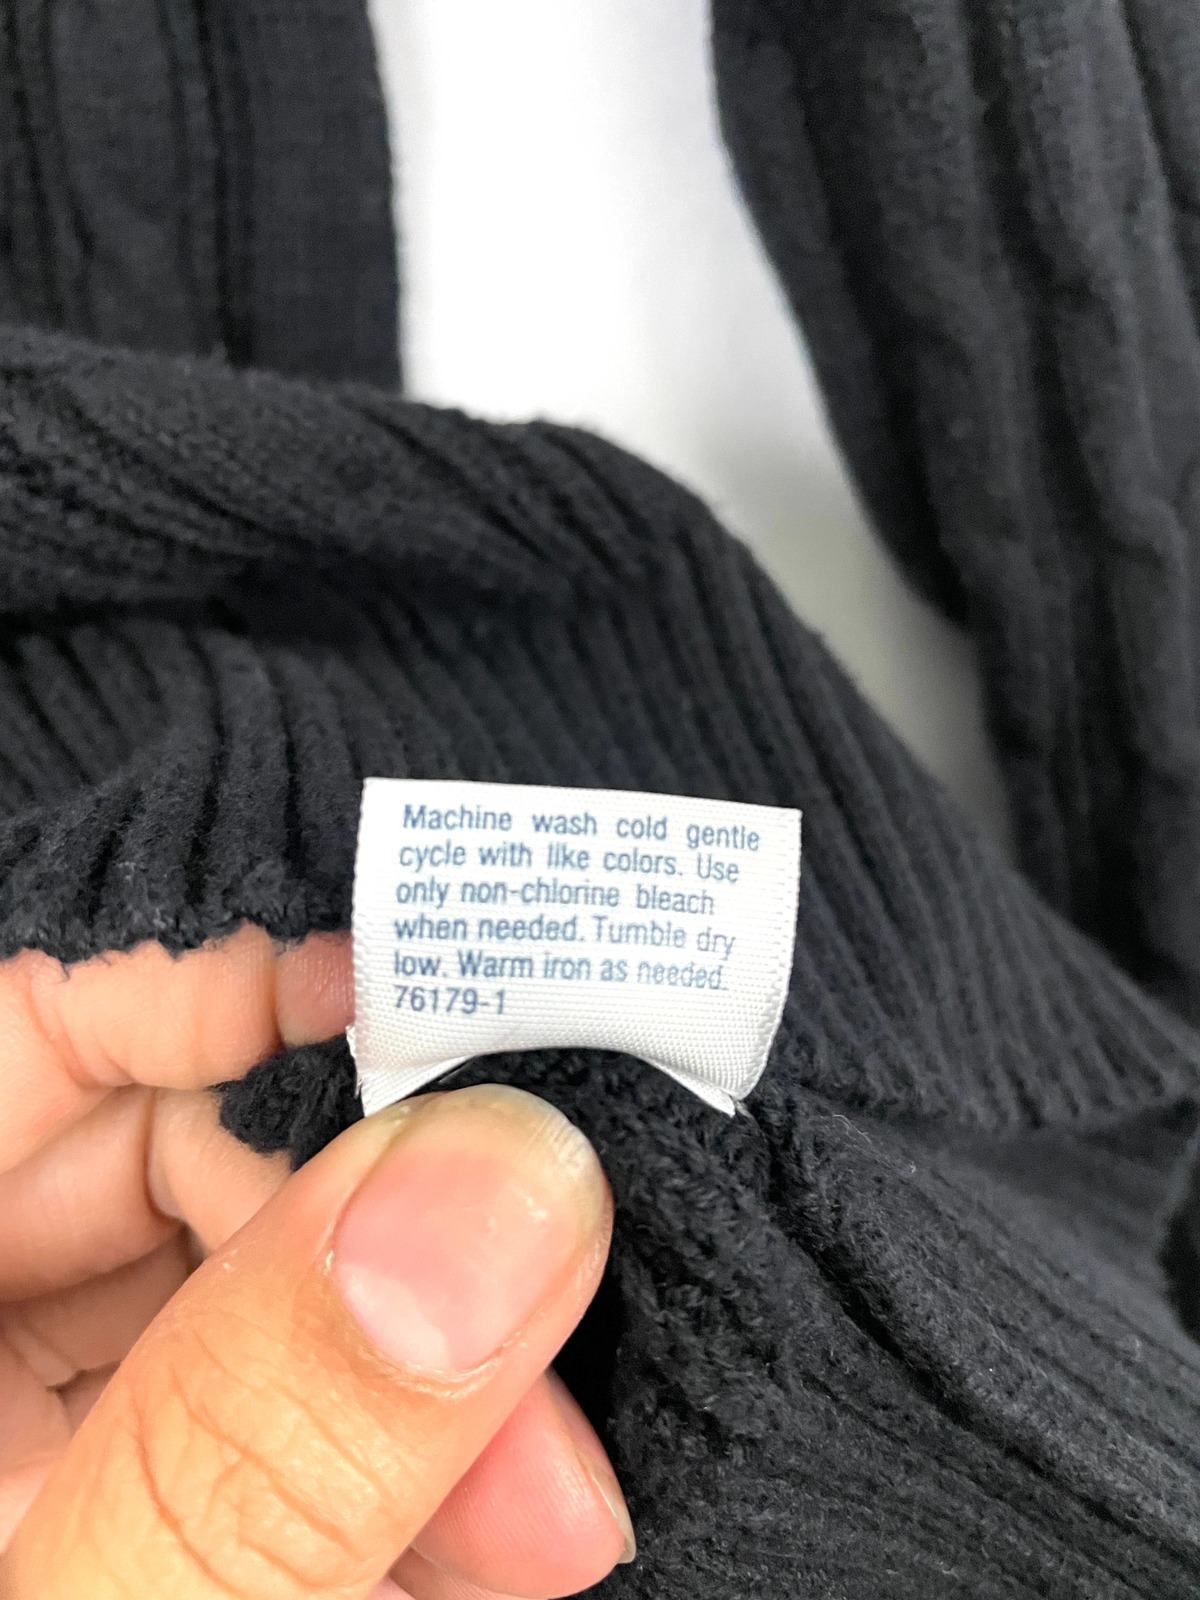 Machine wash cold gentle
cycle with like colors. Use
only non-chlorine bleach
when needed. Tumble dry
low. Warm iron as needed.
76179-1